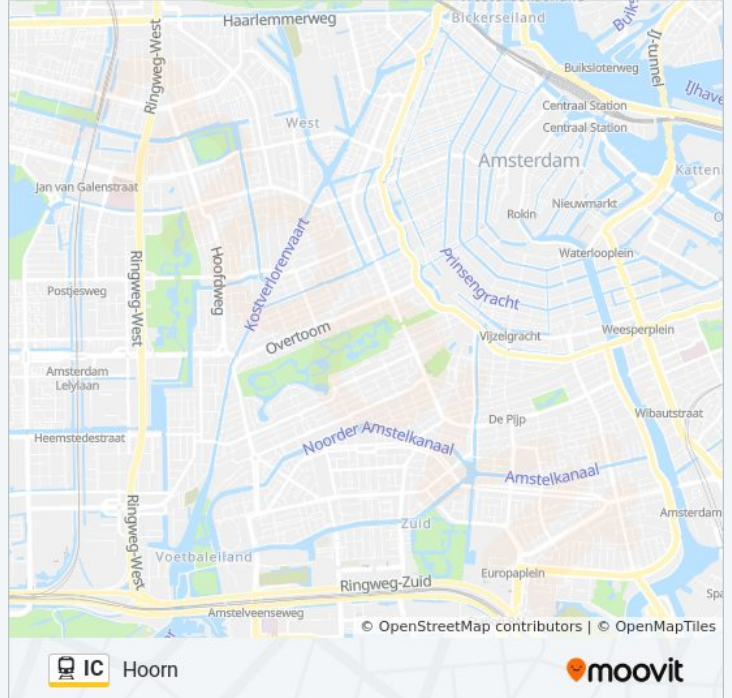 Haarlemmerweg
Bickerseiland
Ringweg-West
IJ-tunnel
Buiksloterweg
Centraal Station
Centraal Station
West
Amsterdam
Jan van Galenstraat
Nieuwmarkt
Rokin
Waterlooplein
Hoofdweg
Kostverlorenvaart
Prinsengracht
Postjesweg
Ringweg-West
Overtoom
Vijzelgracht
Weesperplein
Amsterdam
Lelylaan
De Pijp
Wibautstraat
Heemstedestraat
Noorder Amstelkanaal
Amstelkanaal
Ringweg-West
Zuid
Amsterdam
Voetbaleiland
Europaplein
Ringweg-Zuid
Amstelveenseweg
© OpenStreetMap contributors | © OpenMapTiles
IC Hoorn
moovit